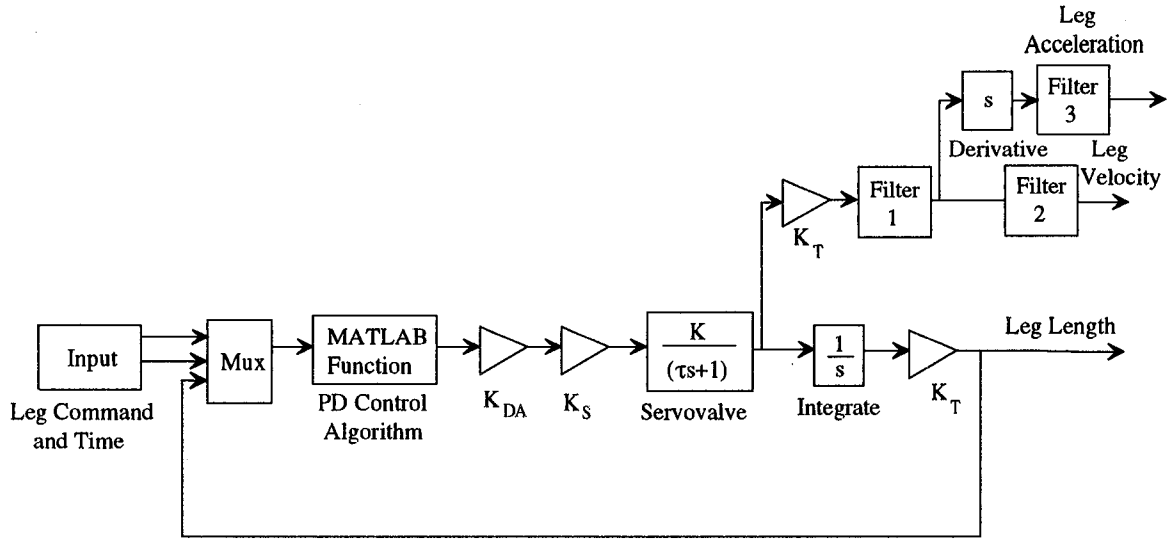 Leg
Acceleration
s
Filter
3
Derivative
Leg
Velocity
Filter
1
Filter
2
K_T
Input
Mux
MATLAB
Function
K
(τs+1)
1
s
Leg Length
Leg Command
and Time
PD Control
Algorithm
K_DA
K_S
Servovalve
Integrate
K_T